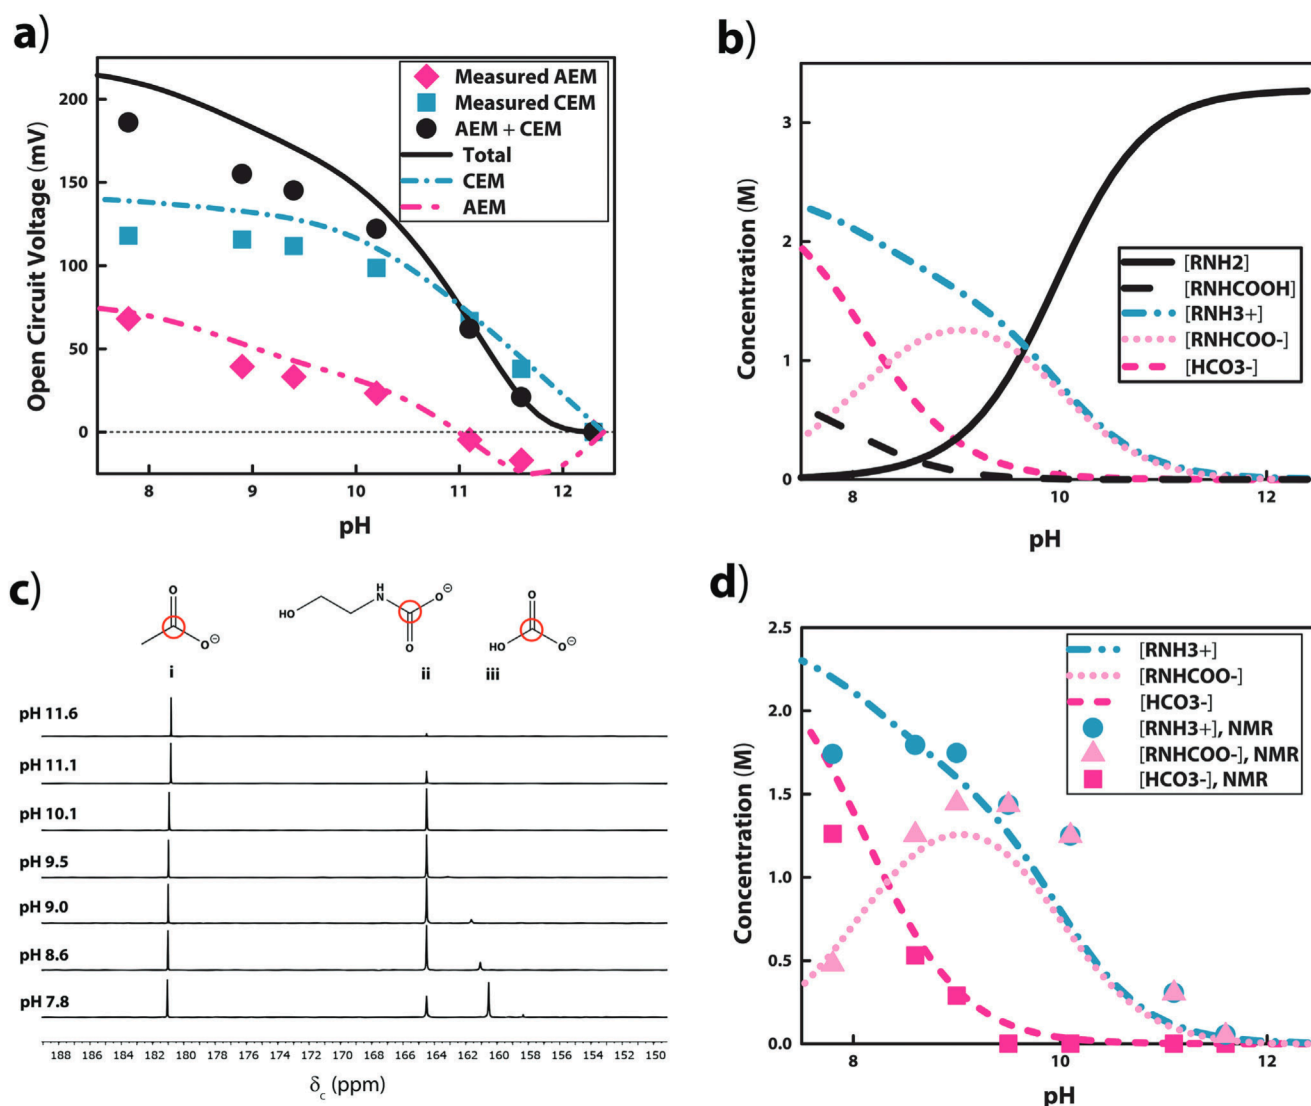 a)
Open Circuit Voltage (mV)
200
150
100
50
0
Measured AEM
Measured CEM
AEM + CEM
Total
CEM
AEM
8 9 10 11 12
pH
b)
Concentration (M)
3
2
1
0
[RNH2]
[RNHCOOH]
[RNH3+]
[RNHCOO-]
[HCO3-]
8 10 12
pH
c)
O
O⊖
i
HO
H
N
O⊖
O
ii
O
HO
O⊖
iii
pH 11.6
pH 11.1
pH 10.1
pH 9.5
pH 9.0
pH 8.6
pH 7.8
188 186 184 182 180 178 176 174 172 170 168 166 164 162 160 158 156 154 152 150
δc (ppm)
d)
Concentration (M)
2.5
2.0
1.5
1.0
0.5
0.0
[RNH3+]
[RNHCOO-]
[HCO3-]
[RNH3+], NMR
[RNHCOO-], NMR
[HCO3-], NMR
8 10 12
pH